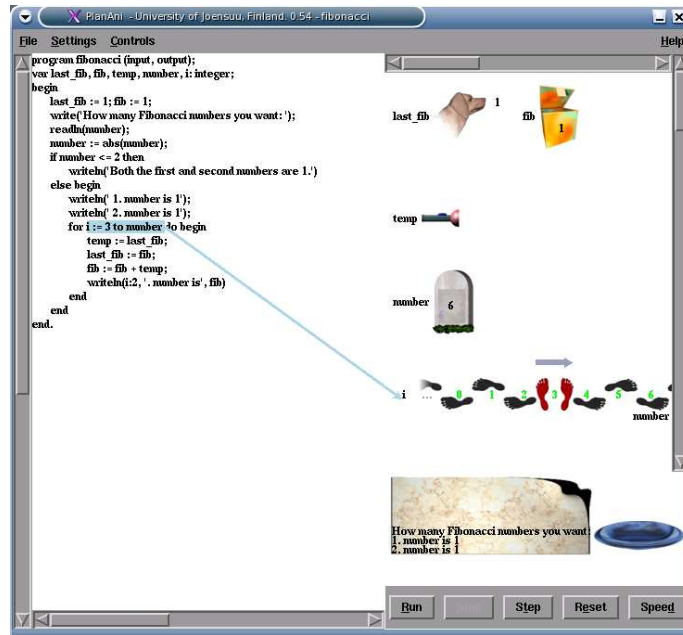 PlanAni - University of Joensuu, Finland. 0.54 - fibonacci
File Settings Controls Help
program fibonacci (input, output);
var last_fib, fib, temp, number, i: integer;
begin
last_fib := 1; fib := 1;
write('How many Fibonacci numbers you want: ');
readln(number);
number := abs(number);
if number <= 2 then
writeln('Both the first and second numbers are 1.')
else begin
writeln(' 1. number is 1');
writeln(' 2. number is 1');
for i := 3 to number do begin
temp := last_fib;
last_fib := fib;
fib := fib + temp;
writeln(i:2, '. number is', fib)
end
end
end.
last_fib 1 fib 1
temp
number 6
i ... 0 1 2 3 4 5 6
number
How many Fibonacci numbers you want:
1. number is 1
2. number is 1
Run Step Reset Speed